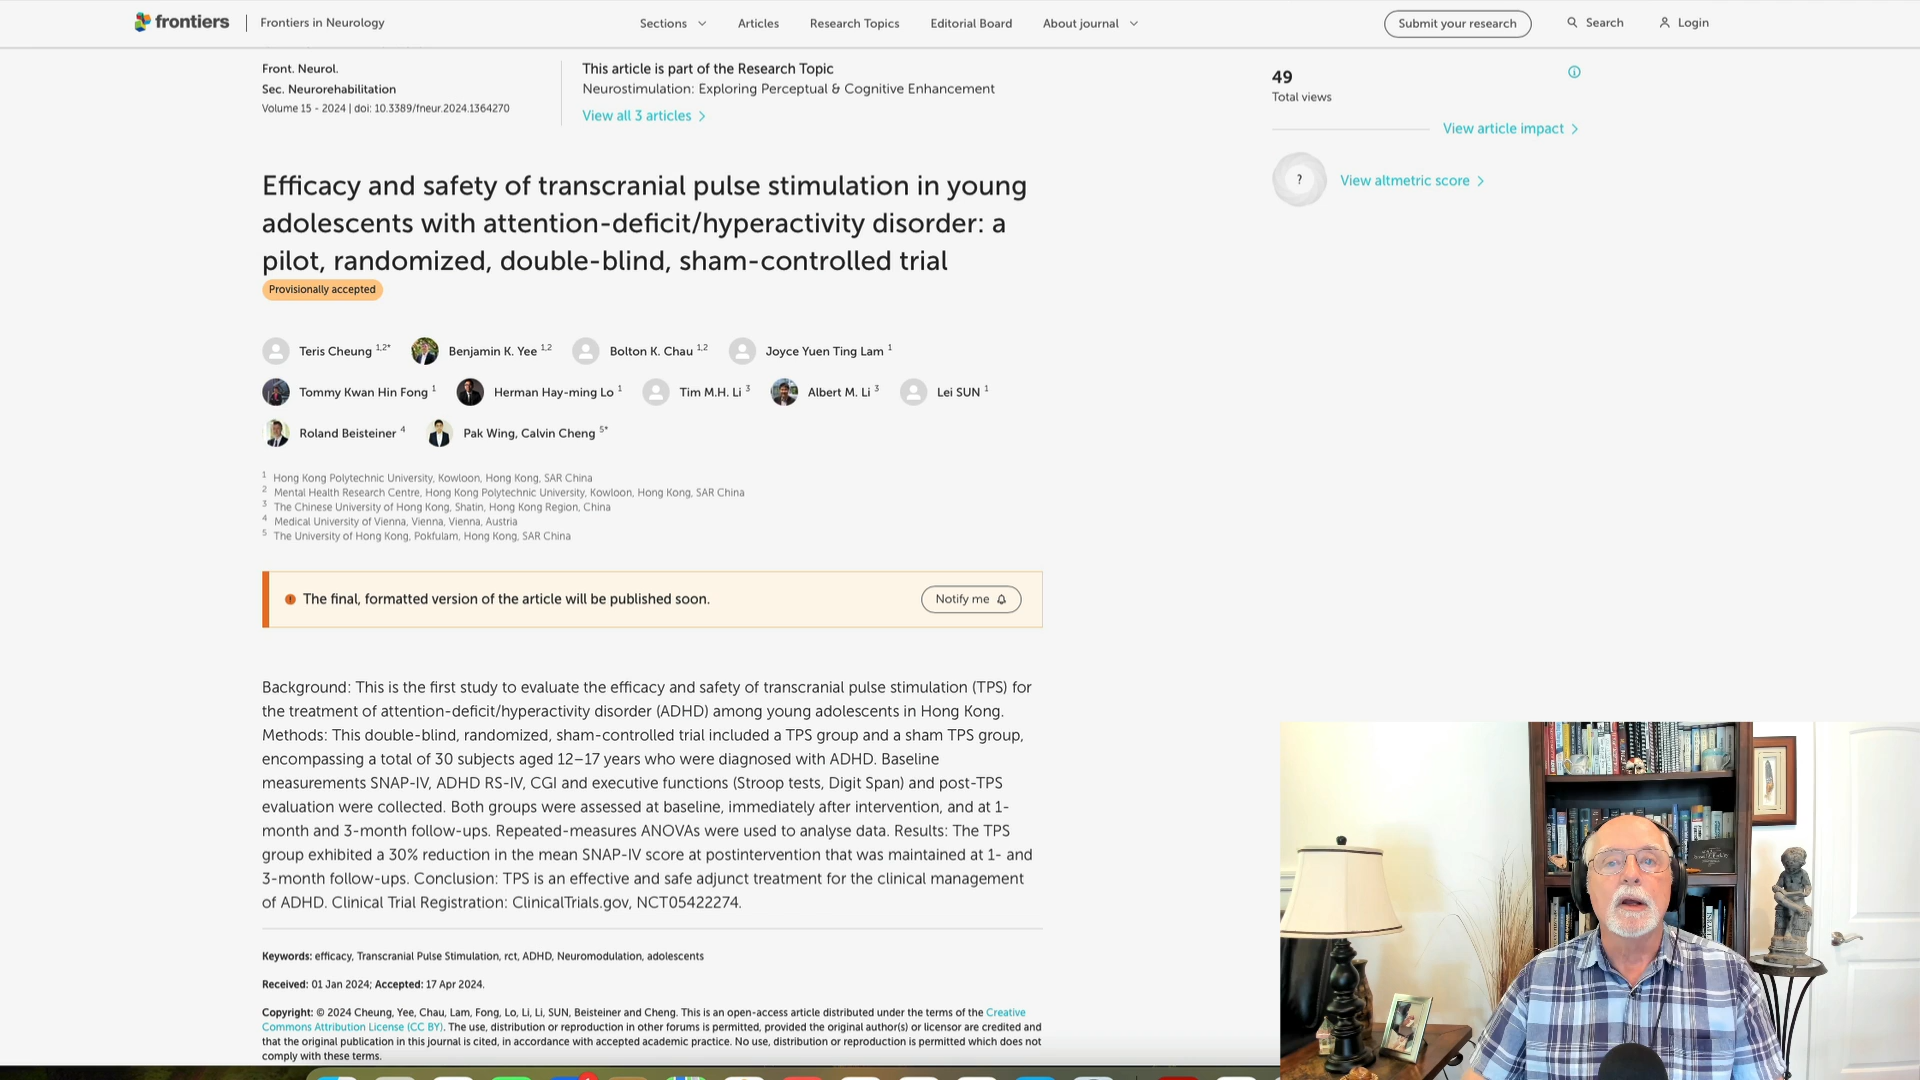 frontiers
Frontiers in Neurology
Sections
Articles
Research Topics
Editorial Board
About journal
Submit your research
Search
Login
Front. Neurol.
Sec. Neurorehabilitation
Volume 15 - 2024 | doi: 10.3389/fneur.2024.1364270
This article is part of the Research Topic
Neurostimulation: Exploring Perceptual & Cognitive Enhancement
View all 3 articles
49
Total views
View article impact
?
View altmetric score
Efficacy and safety of transcranial pulse stimulation in young
adolescents with attention-deficit/hyperactivity disorder: a
pilot, randomized, double-blind, sham-controlled trial
Provisionally accepted
Teris Cheung 1,2*
Benjamin K. Yee 1,2
Bolton K. Chau 1,2
Joyce Yuen Ting Lam 1
Tommy Kwan Hin Fong 1
Herman Hay-ming Lo 1
Tim M.H. Li 3
Albert M. Li 3
Lei SUN 1
Roland Beisteiner 4
Pak Wing, Calvin Cheng 5*
1 Hong Kong Polytechnic University, Kowloon, Hong Kong, SAR China
2 Mental Health Research Centre, Hong Kong Polytechnic University, Kowloon, Hong Kong, SAR China
3 The Chinese University of Hong Kong, Shatin, Hong Kong Region, China
4 Medical University of Vienna, Vienna, Vienna, Austria
5 The University of Hong Kong, Pokfulam, Hong Kong, SAR China
The final, formatted version of the article will be published soon.
Notify me
Background: This is the first study to evaluate the efficacy and safety of transcranial pulse stimulation (TPS) for
the treatment of attention-deficit/hyperactivity disorder (ADHD) among young adolescents in Hong Kong.
Methods: This double-blind, randomized, sham-controlled trial included a TPS group and a sham TPS group,
encompassing a total of 30 subjects aged 12–17 years who were diagnosed with ADHD. Baseline
measurements SNAP-IV, ADHD RS-IV, CGI and executive functions (Stroop tests, Digit Span) and post-TPS
evaluation were collected. Both groups were assessed at baseline, immediately after intervention, and at 1-
month and 3-month follow-ups. Repeated-measures ANOVAs were used to analyse data. Results: The TPS
group exhibited a 30% reduction in the mean SNAP-IV score at postintervention that was maintained at 1- and
3-month follow-ups. Conclusion: TPS is an effective and safe adjunct treatment for the clinical management
of ADHD. Clinical Trial Registration: ClinicalTrials.gov, NCT05422274.
Keywords: efficacy, Transcranial Pulse Stimulation, rct, ADHD, Neuromodulation, adolescents
Received: 01 Jan 2024; Accepted: 17 Apr 2024.
Copyright: © 2024 Cheung, Yee, Chau, Lam, Fong, Lo, Li, Li, SUN, Beisteiner and Cheng. This is an open-access article distributed under the terms of the Creative
Commons Attribution License (CC BY). The use, distribution or reproduction in other forums is permitted, provided the original author(s) or licensor are credited and
that the original publication in this journal is cited, in accordance with accepted academic practice. No use, distribution or reproduction is permitted which does not
comply with these terms.